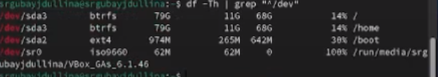 srgubayjdullina@srgubayjdullina:~$ df -Th | grep "^/dev"
/dev/sda3 btrfs 79G 11G 68G 14% /
/dev/sda3 btrfs 79G 11G 68G 14% /home
/dev/sda2 ext4 974M 265M 642M 30% /boot
/dev/sr0 iso9660 62M 62M 0 100% /run/media/srg
ubayjdullina/VBox_GAs_6.1.46